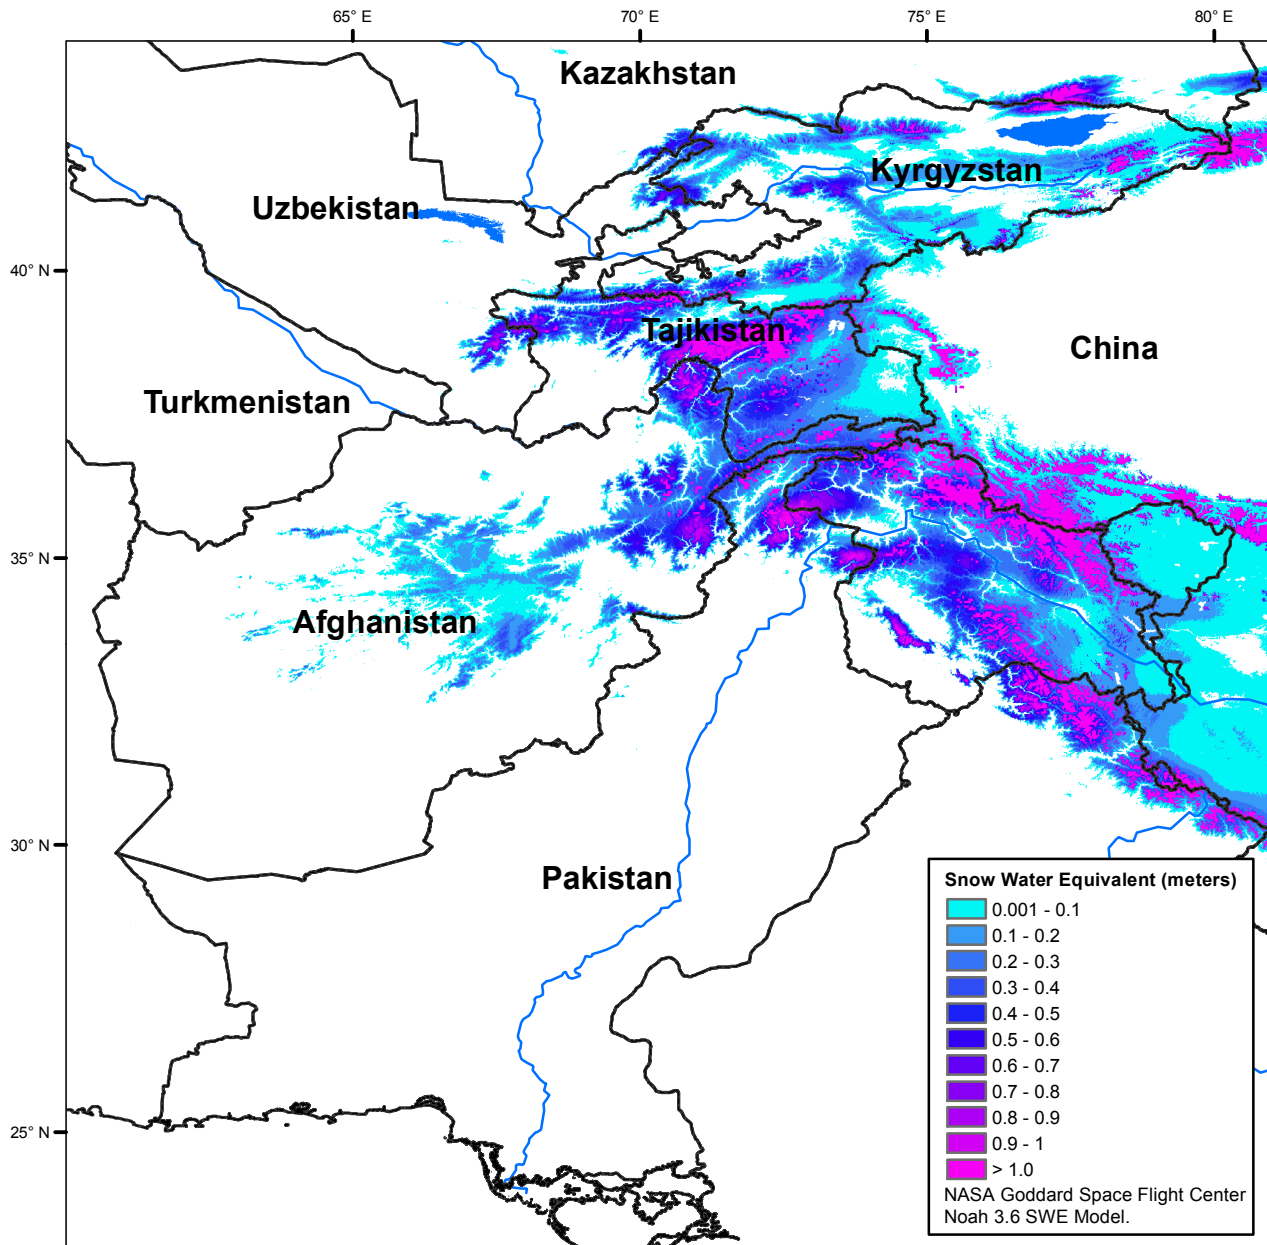 65° E
70° E
75° E
80° E
Kazakhstan
Kyrgyzstan
Uzbekistan
40° N
Tajikistan
China
Turkmenistan
35° N
Afghanistan
30° N
Pakistan
25° N
Snow Water Equivalent (meters)
0.001 - 0.1
0.1 - 0.2
0.2 - 0.3
0.3 - 0.4
0.4 - 0.5
0.5 - 0.6
0.6 - 0.7
0.7 - 0.8
0.8 - 0.9
0.9 - 1
> 1.0
NASA Goddard Space Flight Center
Noah 3.6 SWE Model.